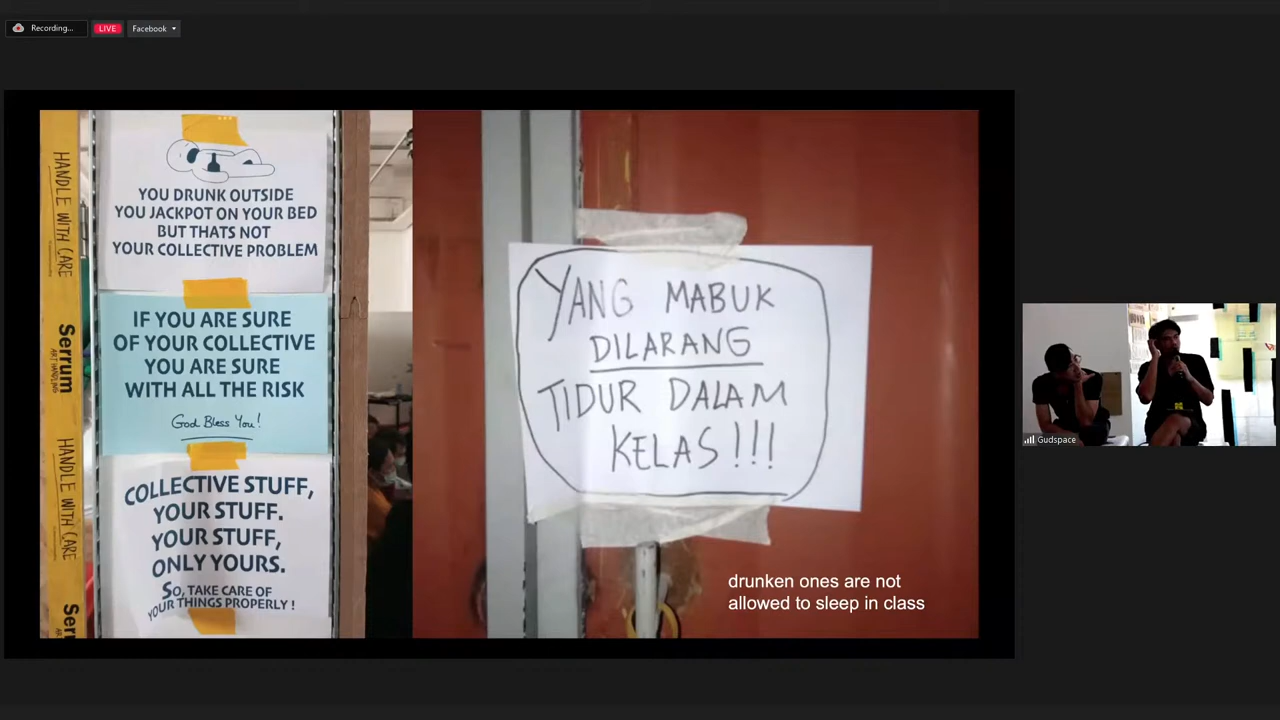 Recording...
LIVE
Facebook
HANDLE WITH CARE
Serrum
ART HANDLING
HANDLE WITH CARE
Se
YOU DRUNK OUTSIDE
YOU JACKPOT ON YOUR BED
BUT THATS NOT
YOUR COLLECTIVE PROBLEM
IF YOU ARE SURE
OF YOUR COLLECTIVE
YOU ARE SURE
WITH ALL THE RISK
God Bless You!
COLLECTIVE STUFF,
YOUR STUFF.
YOUR STUFF,
ONLY YOURS.
SO, TAKE CARE OF
YOUR THINGS PROPERLY!
YANG MABUK
DILARANG
TIDUR DALAM
KELAS!!!
drunken ones are not
allowed to sleep in class
Gudspace